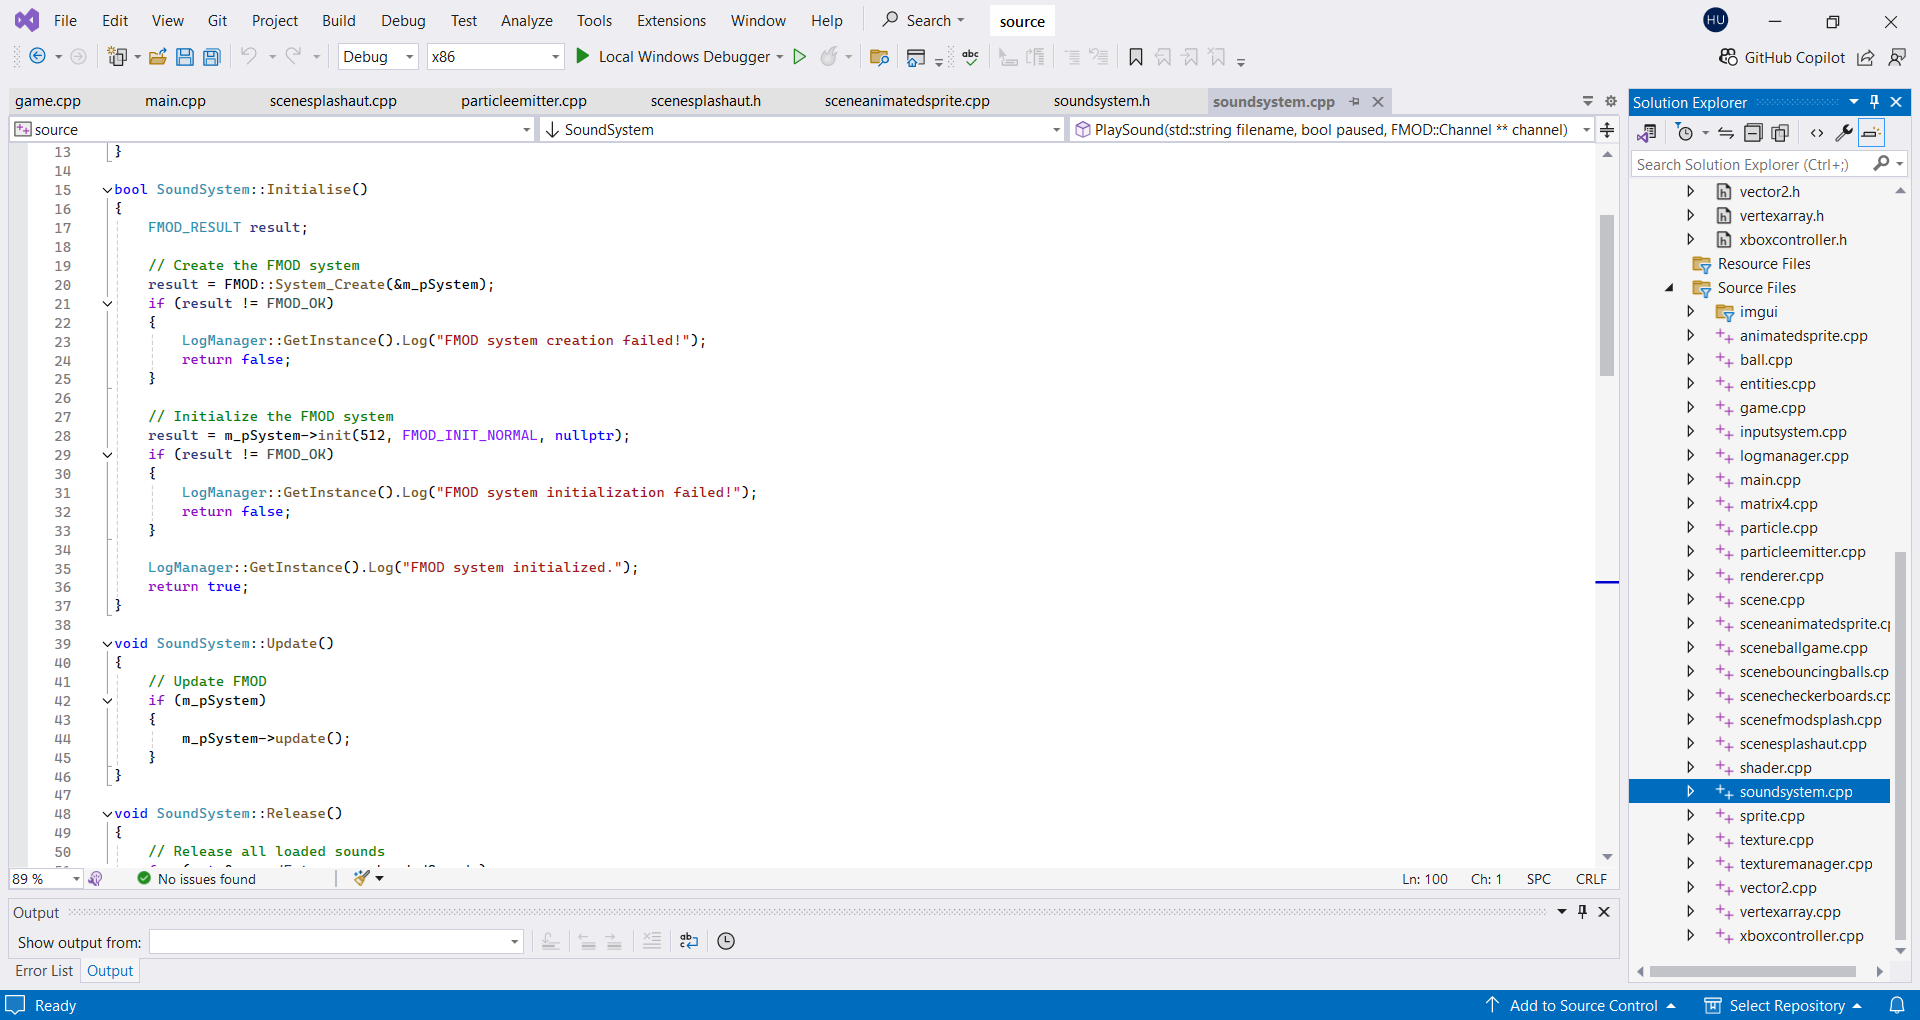 File Edit View Git Project Build Debug Test Analyze Tools Extensions Window Help Search source HU
Debug x86 Local Windows Debugger abc GitHub Copilot
game.cpp main.cpp scenesplashaut.cpp particleemitter.cpp scenesplashaut.h sceneanimatedsprite.cpp soundsystem.h soundsystem.cpp
source SoundSystem PlaySound(std::string filename, bool paused, FMOD::Channel ** channel)
13 }
14
15 bool SoundSystem::Initialise()
16 {
17 FMOD_RESULT result;
18
19 // Create the FMOD system
20 result = FMOD::System_Create(&m_pSystem);
21 if (result != FMOD_OK)
22 {
23 LogManager::GetInstance().Log("FMOD system creation failed!");
24 return false;
25 }
26
27 // Initialize the FMOD system
28 result = m_pSystem->init(512, FMOD_INIT_NORMAL, nullptr);
29 if (result != FMOD_OK)
30 {
31 LogManager::GetInstance().Log("FMOD system initialization failed!");
32 return false;
33 }
34
35 LogManager::GetInstance().Log("FMOD system initialized.");
36 return true;
37 }
38
39 void SoundSystem::Update()
40 {
41 // Update FMOD
42 if (m_pSystem)
43 {
44 m_pSystem->update();
45 }
46 }
47
48 void SoundSystem::Release()
49 {
50 // Release all loaded sounds
89 % No issues found Ln: 100 Ch: 1 SPC CRLF
Output
Show output from:
Error List Output
Solution Explorer
Search Solution Explorer (Ctrl+;)
vector2.h
vertexarray.h
xboxcontroller.h
Resource Files
Source Files
imgui
animatedsprite.cpp
ball.cpp
entities.cpp
game.cpp
inputsystem.cpp
logmanager.cpp
main.cpp
matrix4.cpp
particle.cpp
particleemitter.cpp
renderer.cpp
scene.cpp
sceneanimatedsprite.cp
sceneballgame.cpp
scenebouncingballs.cp
scenecheckerboards.cp
scenefmodsplash.cpp
scenesplashaut.cpp
shader.cpp
soundsystem.cpp
sprite.cpp
texture.cpp
texturemanager.cpp
vector2.cpp
vertexarray.cpp
xboxcontroller.cpp
Ready Add to Source Control Select Repository